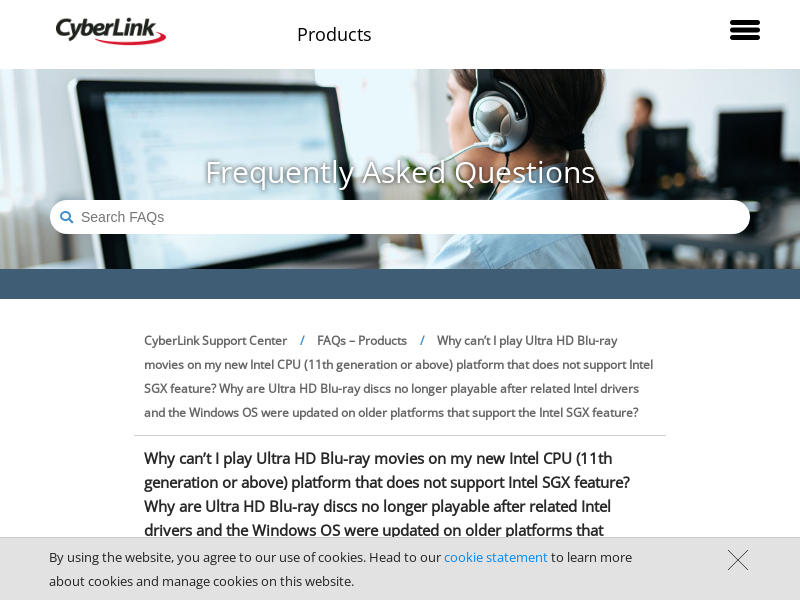 CyberLink
Products
Frequently Asked Questions
Search FAQs
CyberLink Support Center / FAQs – Products / Why can't I play Ultra HD Blu-ray
movies on my new Intel CPU (11th generation or above) platform that does not support Intel
SGX feature? Why are Ultra HD Blu-ray discs no longer playable after related Intel drivers
and the Windows OS were updated on older platforms that support the Intel SGX feature?
Why can't I play Ultra HD Blu-ray movies on my new Intel CPU (11th
generation or above) platform that does not support Intel SGX feature?
Why are Ultra HD Blu-ray discs no longer playable after related Intel
drivers and the Windows OS were updated on older platforms that
By using the website, you agree to our use of cookies. Head to our cookie statement to learn more
about cookies and manage cookies on this website.